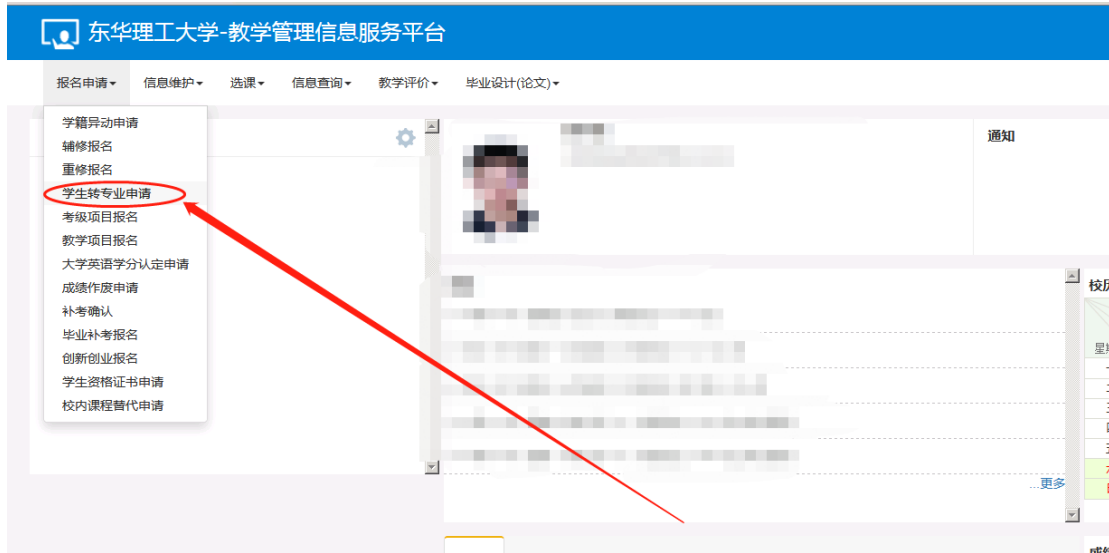 东华理工大学-教学管理信息服务平台
报名申请 信息维护 选课 信息查询 教学评价 毕业设计(论文)
学籍异动申请
辅修报名
重修报名
学生转专业申请
考级项目报名
教学项目报名
大学英语学分认定申请
成绩作废申请
补考确认
毕业补考报名
创新创业报名
学生资格证书申请
校内课程替代申请
通知
校历
星期
...更多